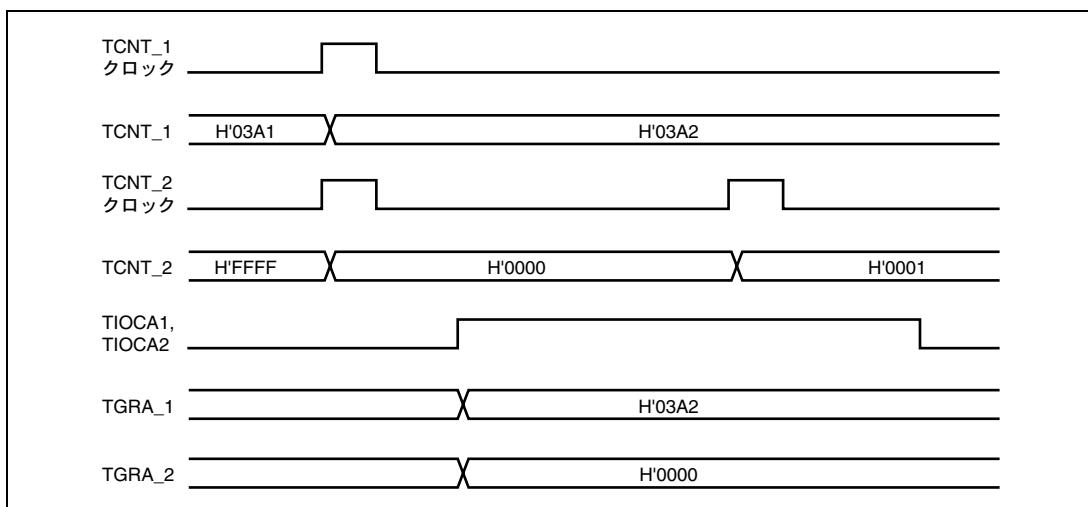 TCNT_1
クロック
TCNT_1
H'03A1
H'03A2
TCNT_2
クロック
TCNT_2
H'FFFF
H'0000
H'0001
TIOCA1,
TIOCA2
TGRA_1
H'03A2
TGRA_2
H'0000